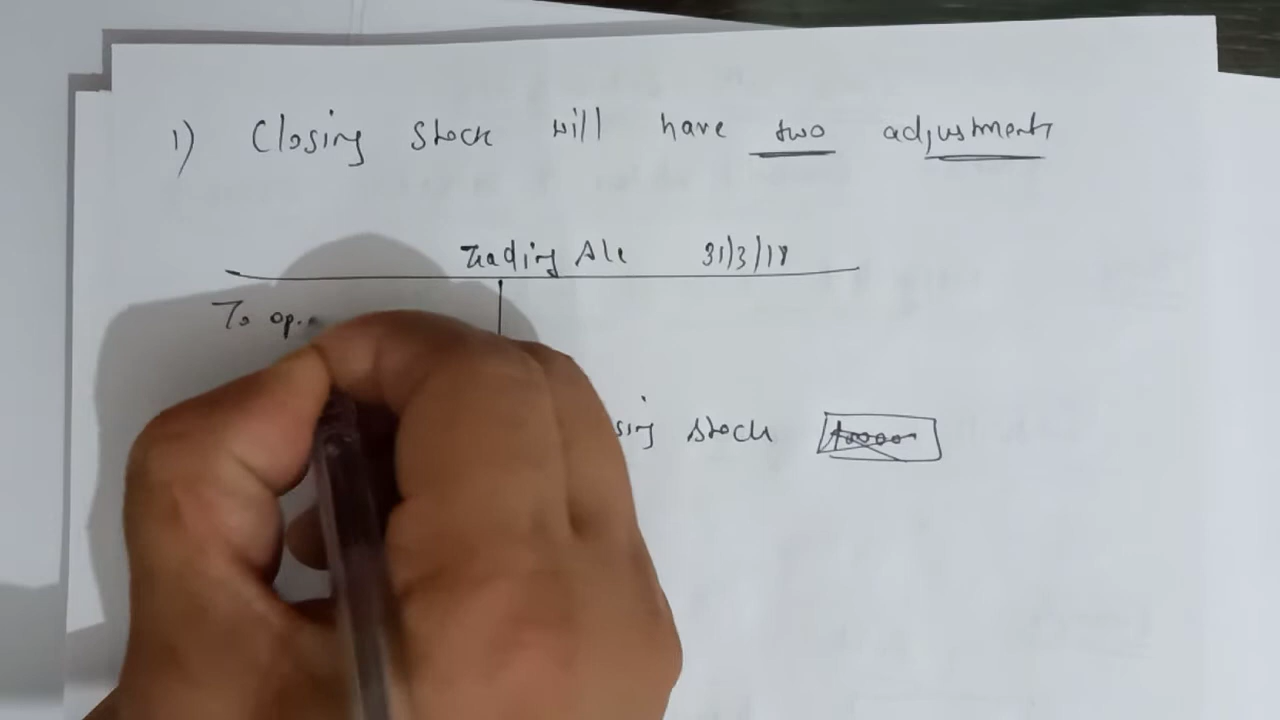 1) Closing stock will have two adjustments
Trading A/c 31/3/18
To op.
sing stock